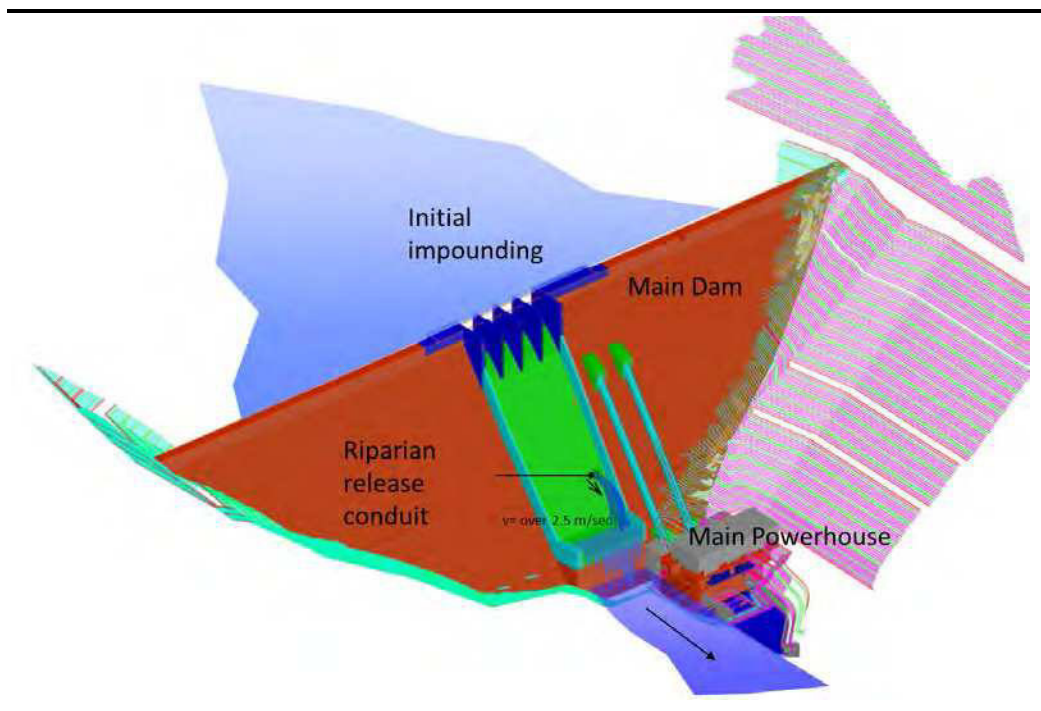 Initial
impounding
Main Dam
Riparian
release
conduit
v= over 2.5 m/sec
Main Powerhouse